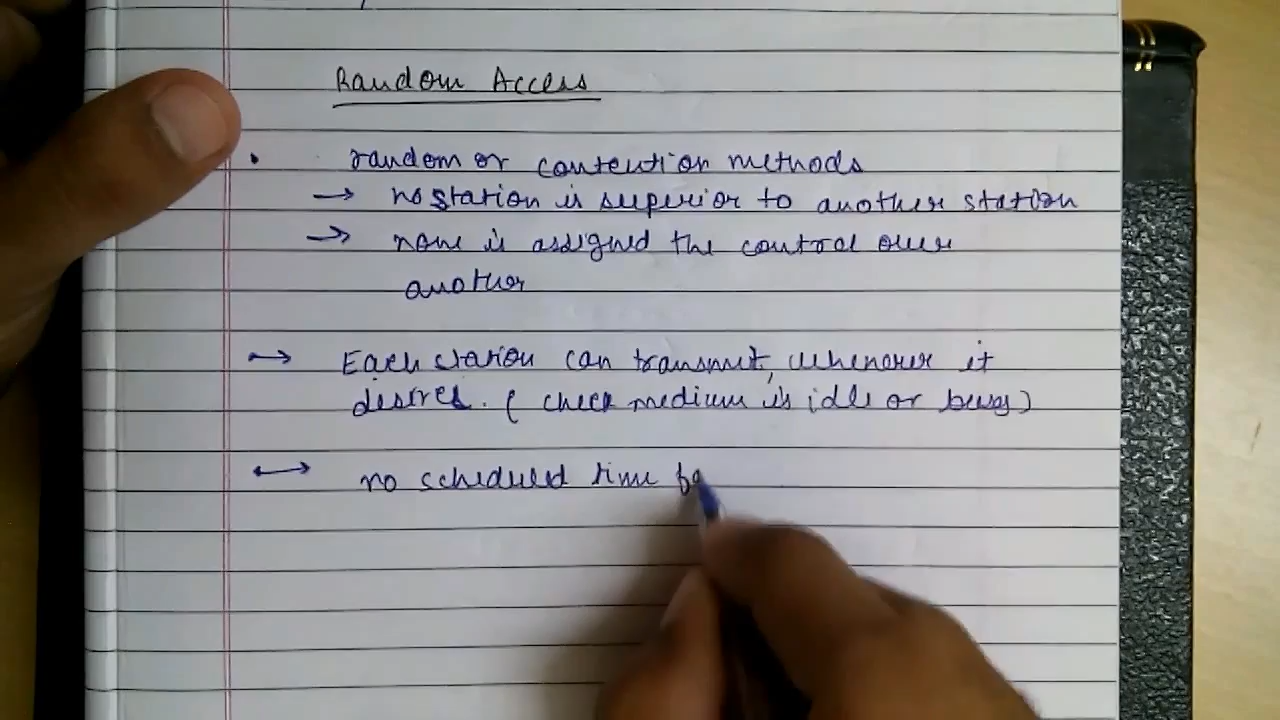 Random Access
• random or contention methods
→ no station is superior to another station
→ none is assigned the control over
another
→ Each station can transmit, whenever it
desires. ( check medium is idle or busy)
→ no scheduled time fo